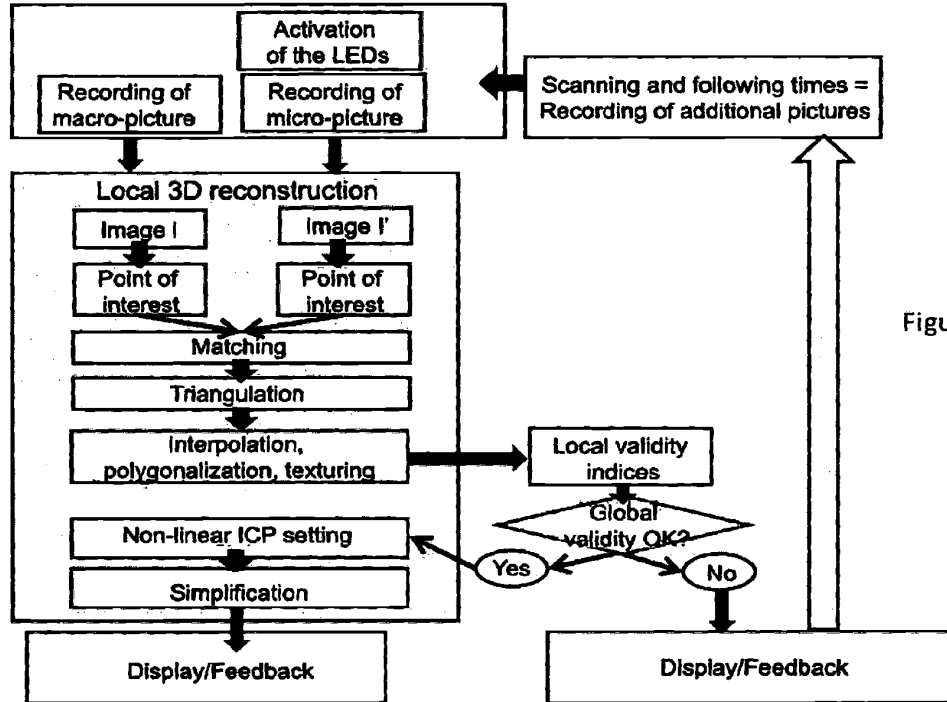 Activation
of the LEDs
Recording of
macro-picture
Recording of
micro-picture
Scanning and following times =
Recording of additional pictures
Local 3D reconstruction
Image I
Image I'
Point of
interest
Point of
interest
Matching
Triangulation
Interpolation,
polygonalization, texturing
Local validity
indices
Global
validity OK?
Non-linear ICP setting
Yes
No
Simplification
Display/Feedback
Display/Feedback
Figu